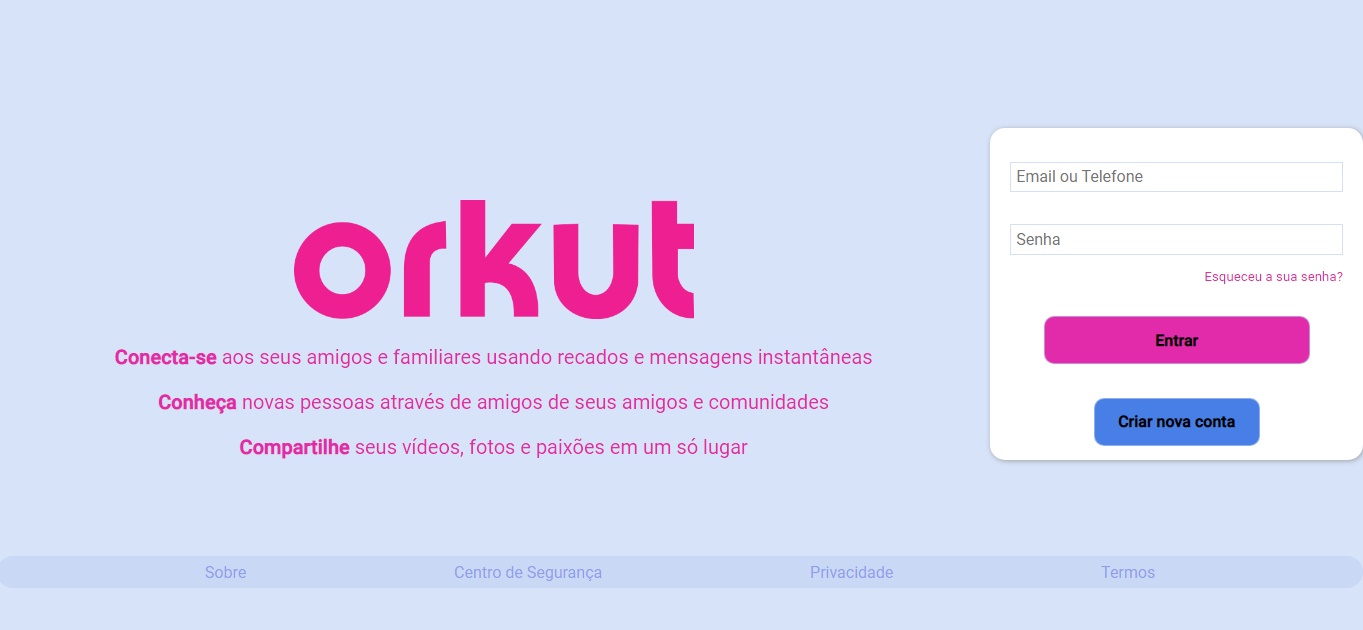 orkut
Conecta-se aos seus amigos e familiares usando recados e mensagens instantâneas
Conheça novas pessoas através de amigos de seus amigos e comunidades
Compartilhe seus vídeos, fotos e paixões em um só lugar
Email ou Telefone
Senha
Esqueceu a sua senha?
Entrar
Criar nova conta
Sobre Centro de Segurança Privacidade Termos